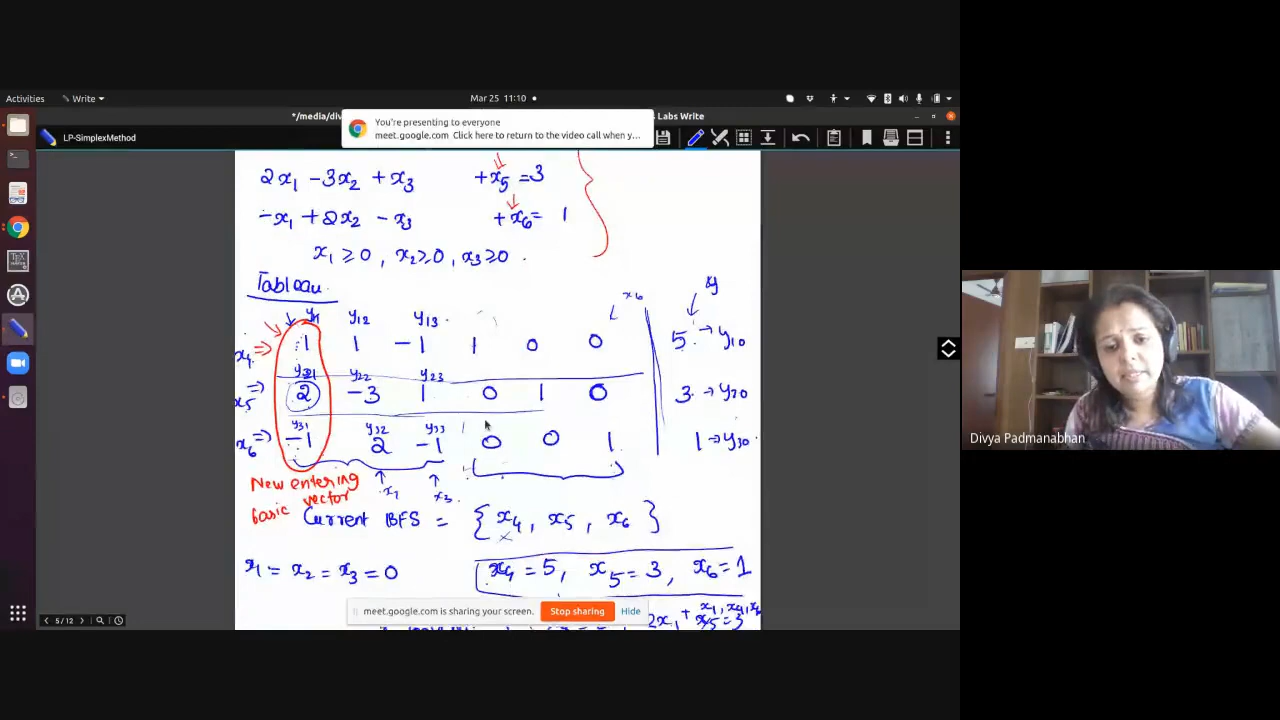 Activities Write Mar 25 11:10
*/media/div Labs Write
You're presenting to everyone
meet.google.com Click here to return to the video call when y...
LP-SimplexMethod
2x₁ -3x₂ + x₃ +x₅ = 3
-x₁ + 2x₂ - x₃ +x₆ = 1
x₁ ≥ 0, x₂ ≥ 0, x₃ ≥ 0.
Tableau
x₆
y₁₂ y₁₃
x₄ ⇒ 1 1 -1 1 0 0 5 → y₁₀
y₂₂ y₂₃
x₅ ⇒ 2 -3 1 0 1 0 3 → y₂₀
y₃₁ y₃₂ y₃₃
x₆ ⇒ -1 2 -1 0 0 1 1 → y₃₀
New entering
basic vector
x₃
Current BFS = {x₄, x₅, x₆}
x₁ = x₂ = x₃ = 0 x₄ = 5, x₅ = 3, x₆ = 1
meet.google.com is sharing your screen. Stop sharing Hide
5 / 12
Divya Padmanabhan